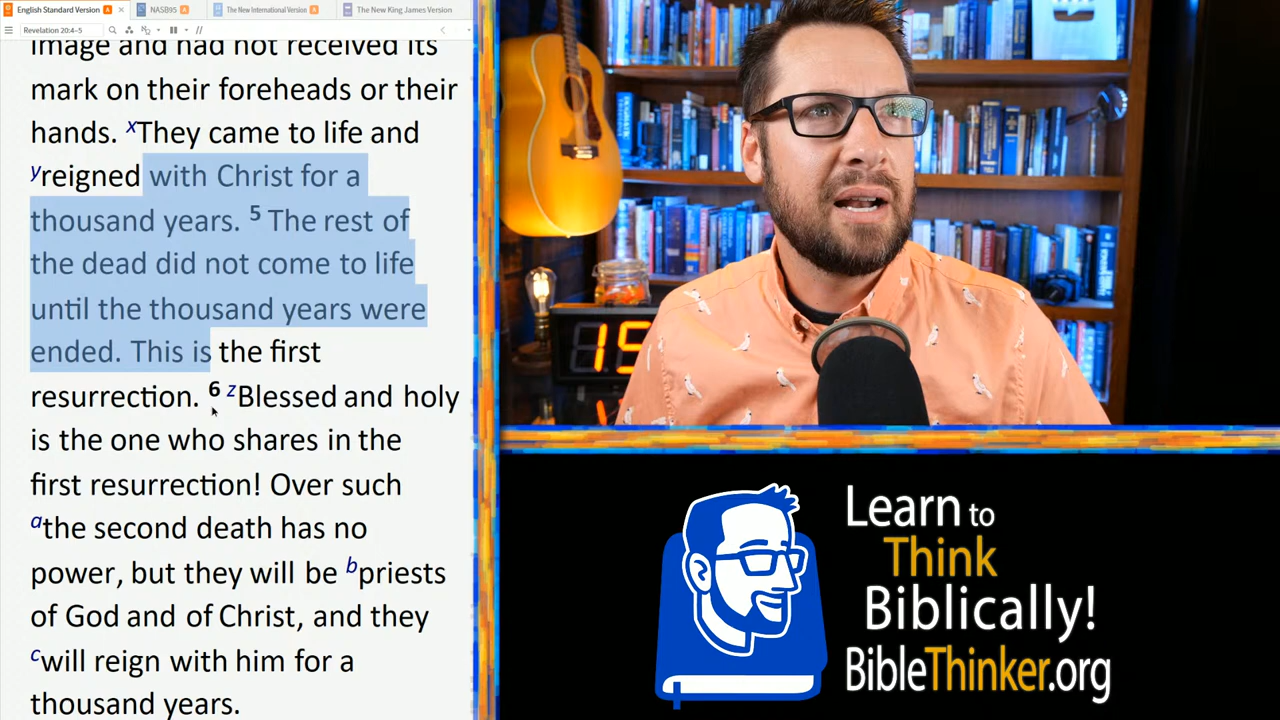 English Standard Version
NASB95
The New International Version
The New King James Version
Revelation 20:4–5
image and had not received its
mark on their foreheads or their
hands. xThey came to life and
yreigned with Christ for a
thousand years. 5 The rest of
the dead did not come to life
until the thousand years were
ended. This is the first
resurrection. 6 zBlessed and holy
is the one who shares in the
first resurrection! Over such
athe second death has no
power, but they will be bpriests
of God and of Christ, and they
cwill reign with him for a
thousand years.
15
Learn to
Think
Biblically!
BibleThinker.org